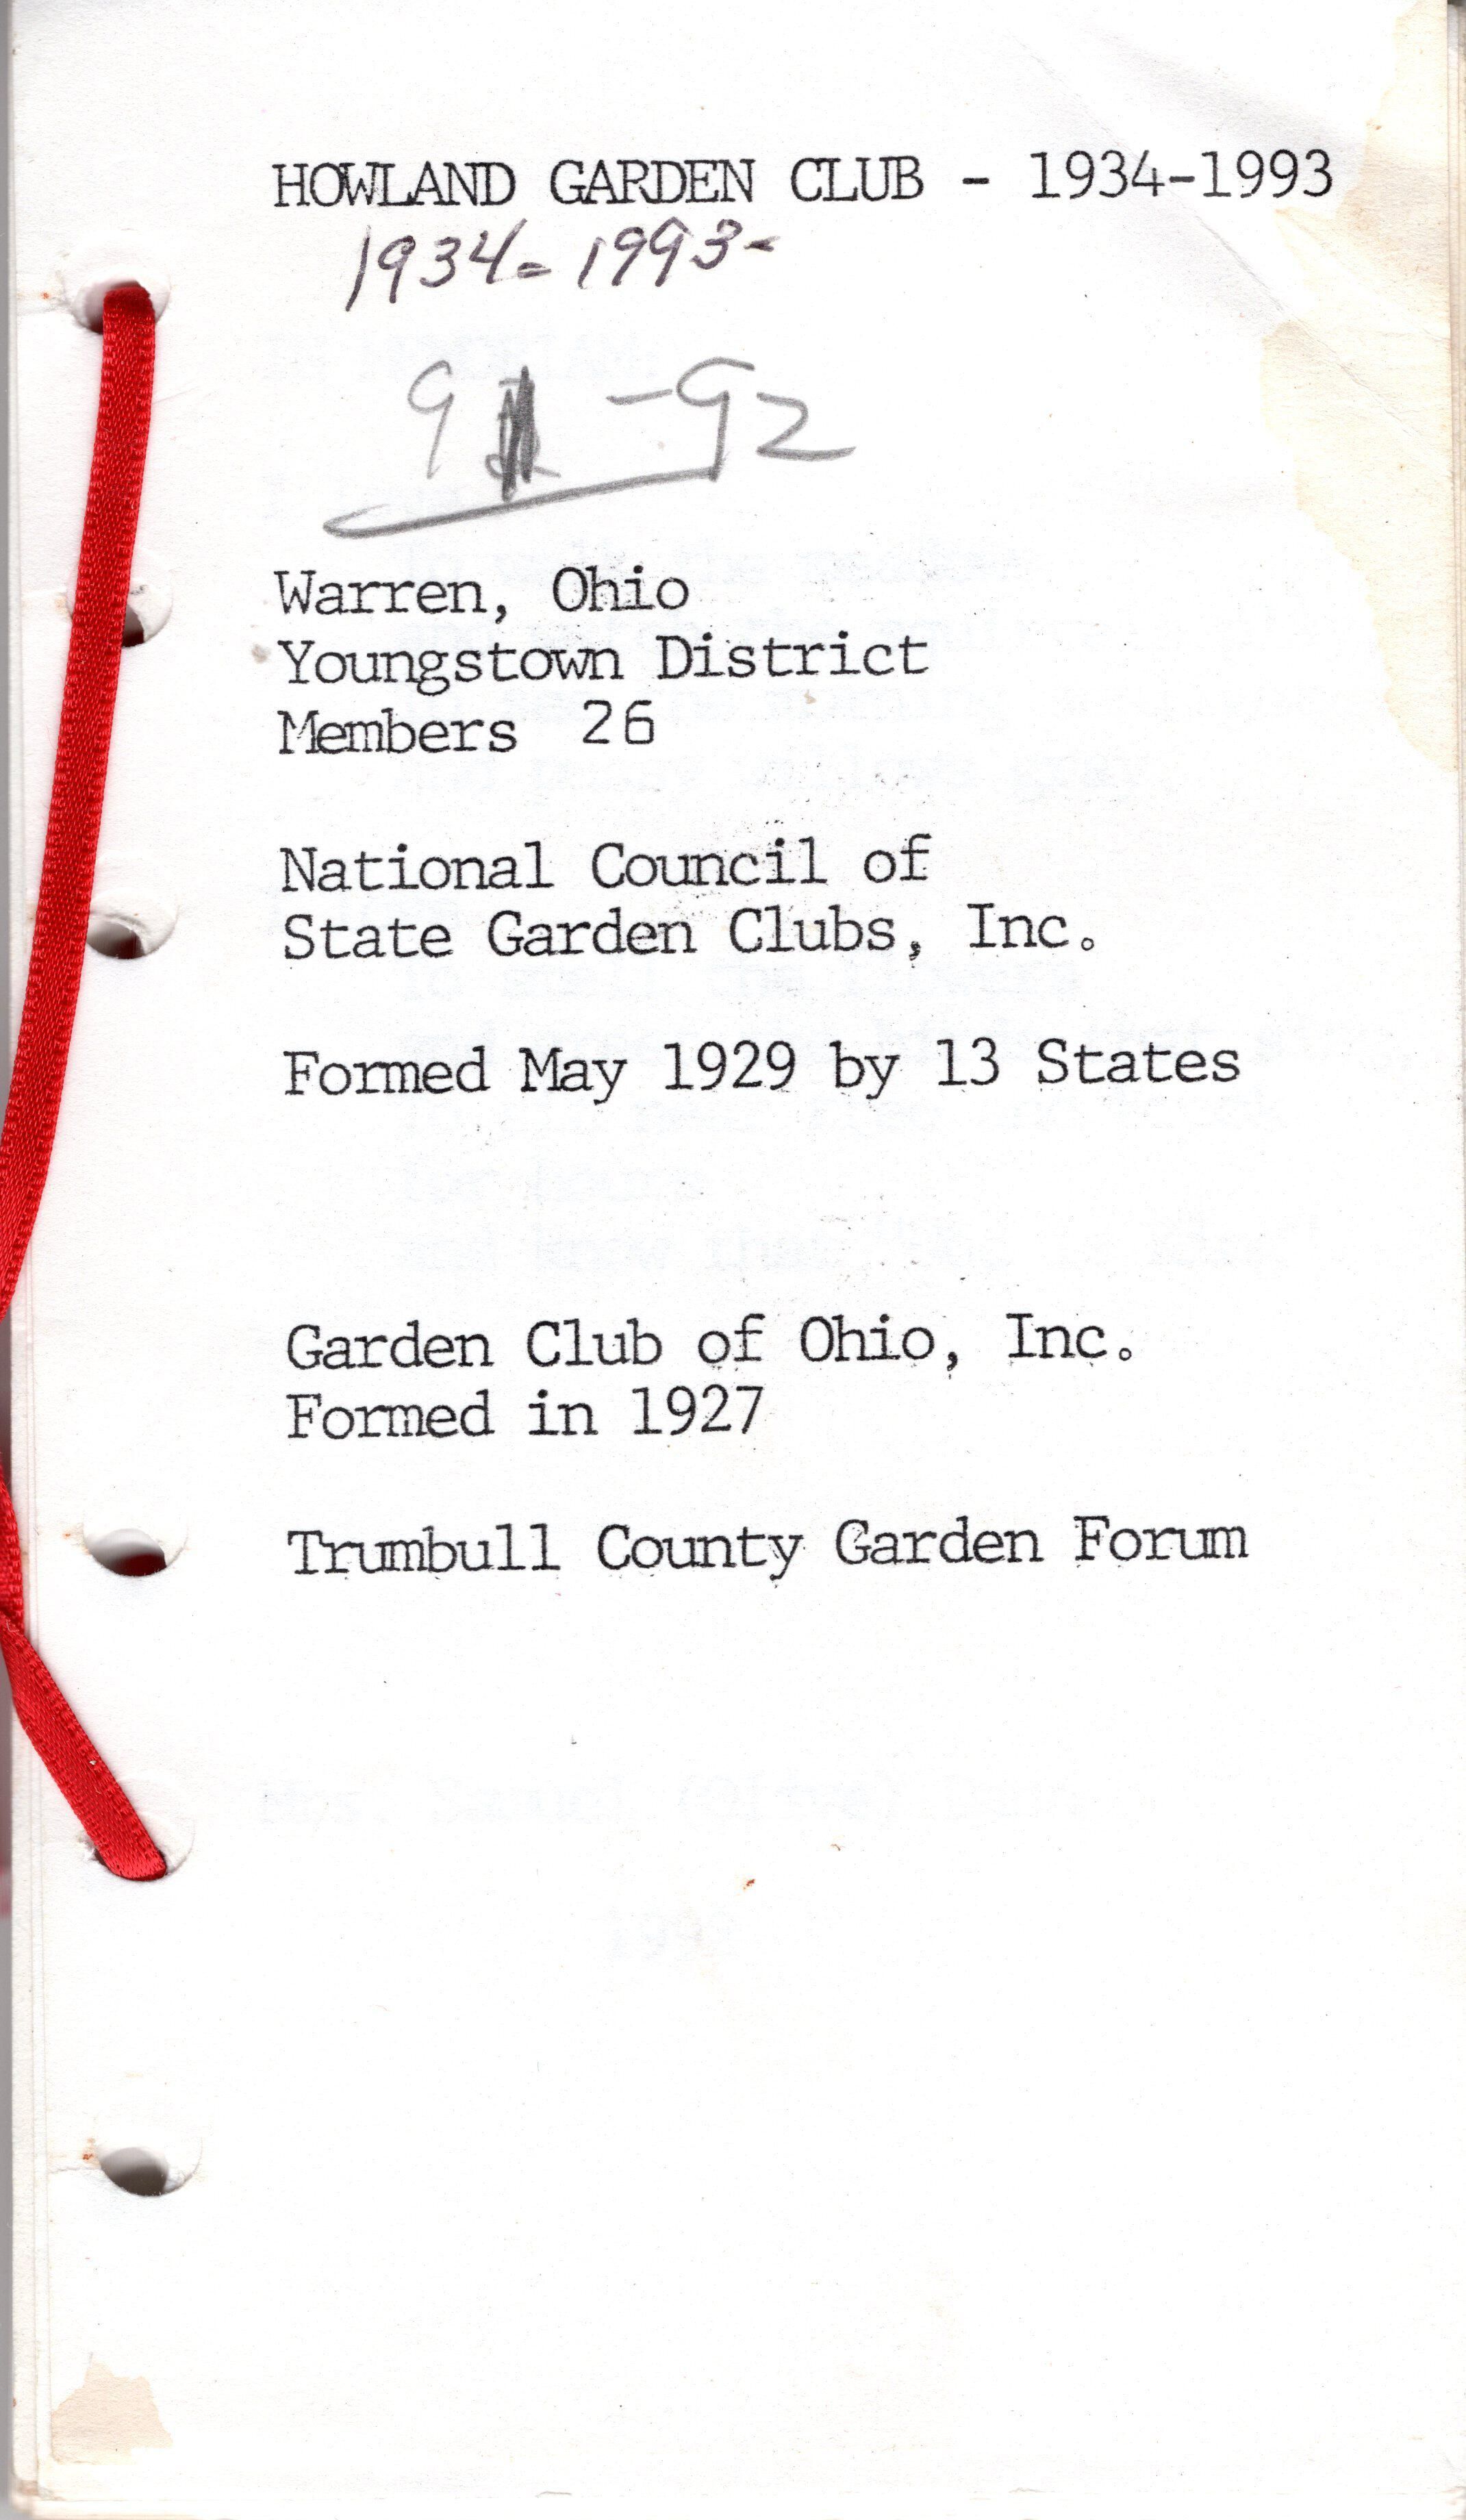 HOWLAND GARDEN CLUB - 1934-1993
1934- 1993-
91 -92
Warren, Ohio
Youngstown District
Members 26
National Council of
State Garden Clubs, Inc.
Formed May 1929 by 13 States
Garden Club of Ohio, Inc.
Formed in 1927
Trumbull County Garden Forum